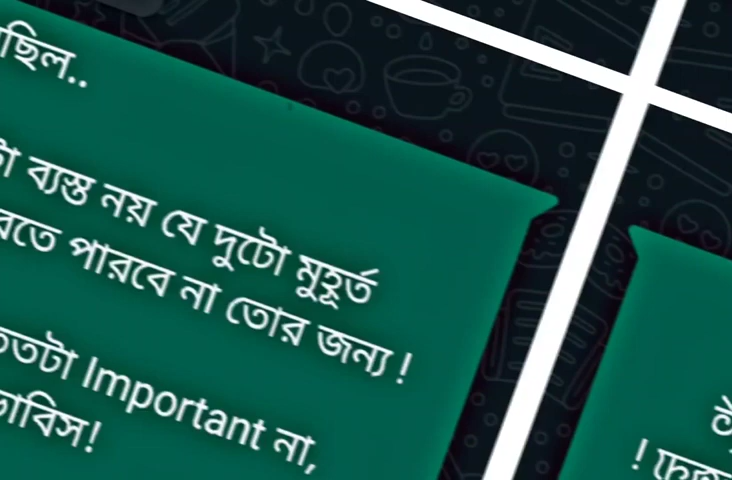 ছিল..
টা ব্যস্ত নয় যে দুটো মুহূর্ত
রতে পারবে না তোর জন্য !
ততটা Important না,
ভাবিস!